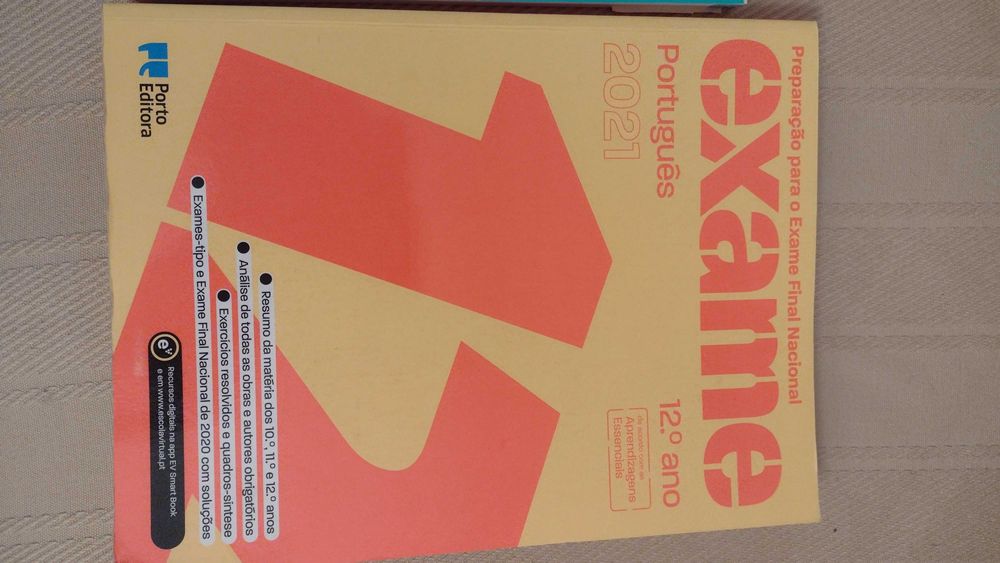 Preparação para o Exame Final Nacional
exame
Português
12.º ano
2021
de acordo com as
Aprendizagens
Essenciais
Resumo da matéria dos 10.º, 11.º e 12.º anos
Análise de todas as obras e autores obrigatórios
Exercícios resolvidos e quadros-síntese
Exames-tipo e Exame Final Nacional de 2020 com soluções
Porto
Editora
ev
Recursos digitais na app EV Smart Book
e em www.escolavirtual.pt